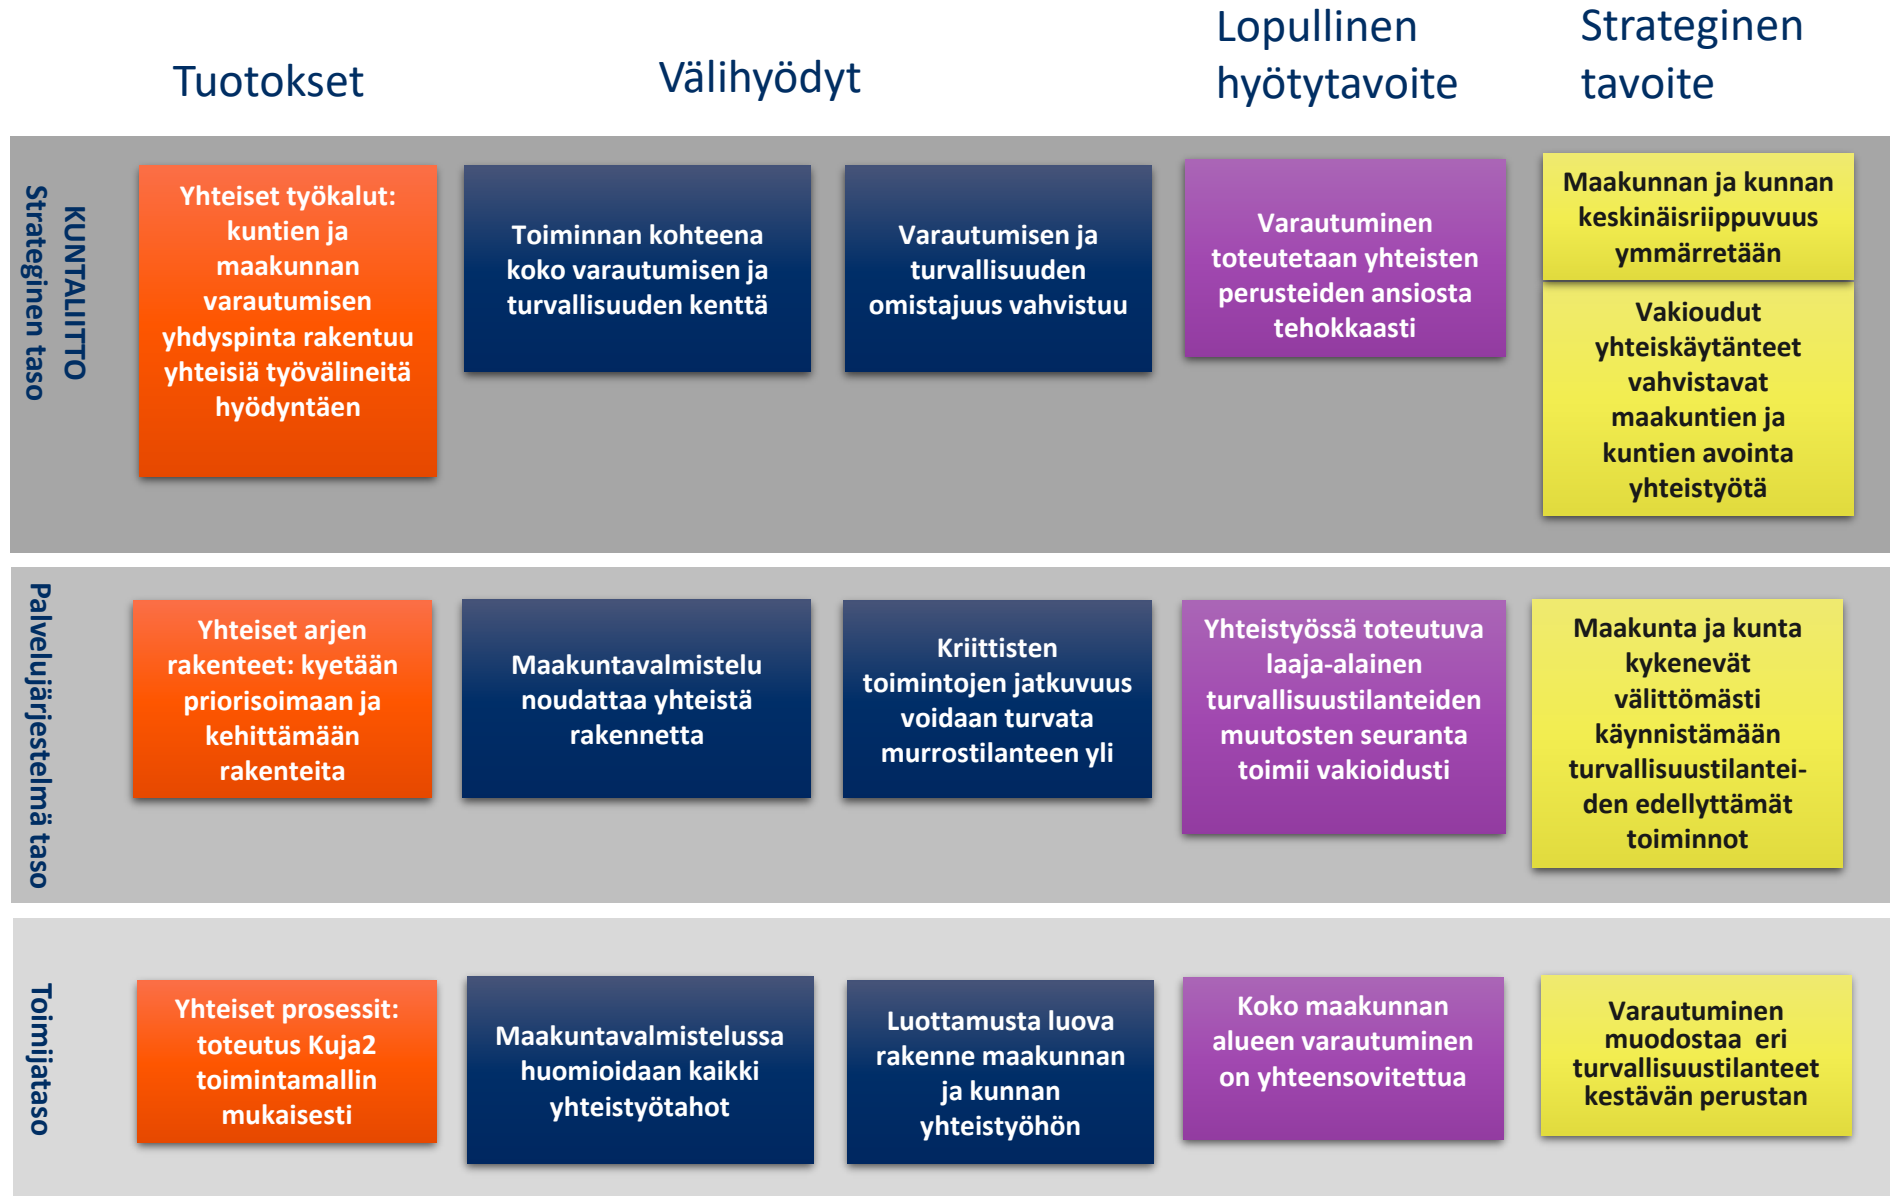 Tuotokset
Välihyödyt
Lopullinen
hyötytavoite
Strateginen
tavoite
KUNTALIITTO
Strateginen taso
Yhteiset työkalut:
kuntien ja
maakunnan
varautumisen
yhdyspinta rakentuu
yhteisiä työvälineitä
hyödyntäen
Toiminnan kohteena
koko varautumisen ja
turvallisuuden kenttä
Varautumisen ja
turvallisuuden
omistajuus vahvistuu
Varautuminen
toteutetaan yhteisten
perusteiden ansiosta
tehokkaasti
Maakunnan ja kunnan
keskinäisriippuvuus
ymmärretään
Vakioudut
yhteiskäytänteet
vahvistavat
maakuntien ja
kuntien avointa
yhteistyötä
Palvelujärjestelmä taso
Yhteiset arjen
rakenteet: kyetään
priorisoimaan ja
kehittämään
rakenteita
Maakuntavalmistelu
noudattaa yhteistä
rakennetta
Kriittisten
toimintojen jatkuvuus
voidaan turvata
murrostilanteen yli
Yhteistyössä toteutuva
laaja-alainen
turvallisuustilanteiden
muutosten seuranta
toimii vakioidusti
Maakunta ja kunta
kykenevät
välittömästi
käynnistämään
turvallisuustilantei-
den edellyttämät
toiminnot
Toimijataso
Yhteiset prosessit:
toteutus Kuja2
toimintamallin
mukaisesti
Maakuntavalmistelussa
huomioidaan kaikki
yhteistyötahot
Luottamusta luova
rakenne maakunnan
ja kunnan
yhteistyöhön
Koko maakunnan
alueen varautuminen
on yhteensovitettua
Varautuminen
muodostaa  eri
turvallisuustilanteet
kestävän perustan